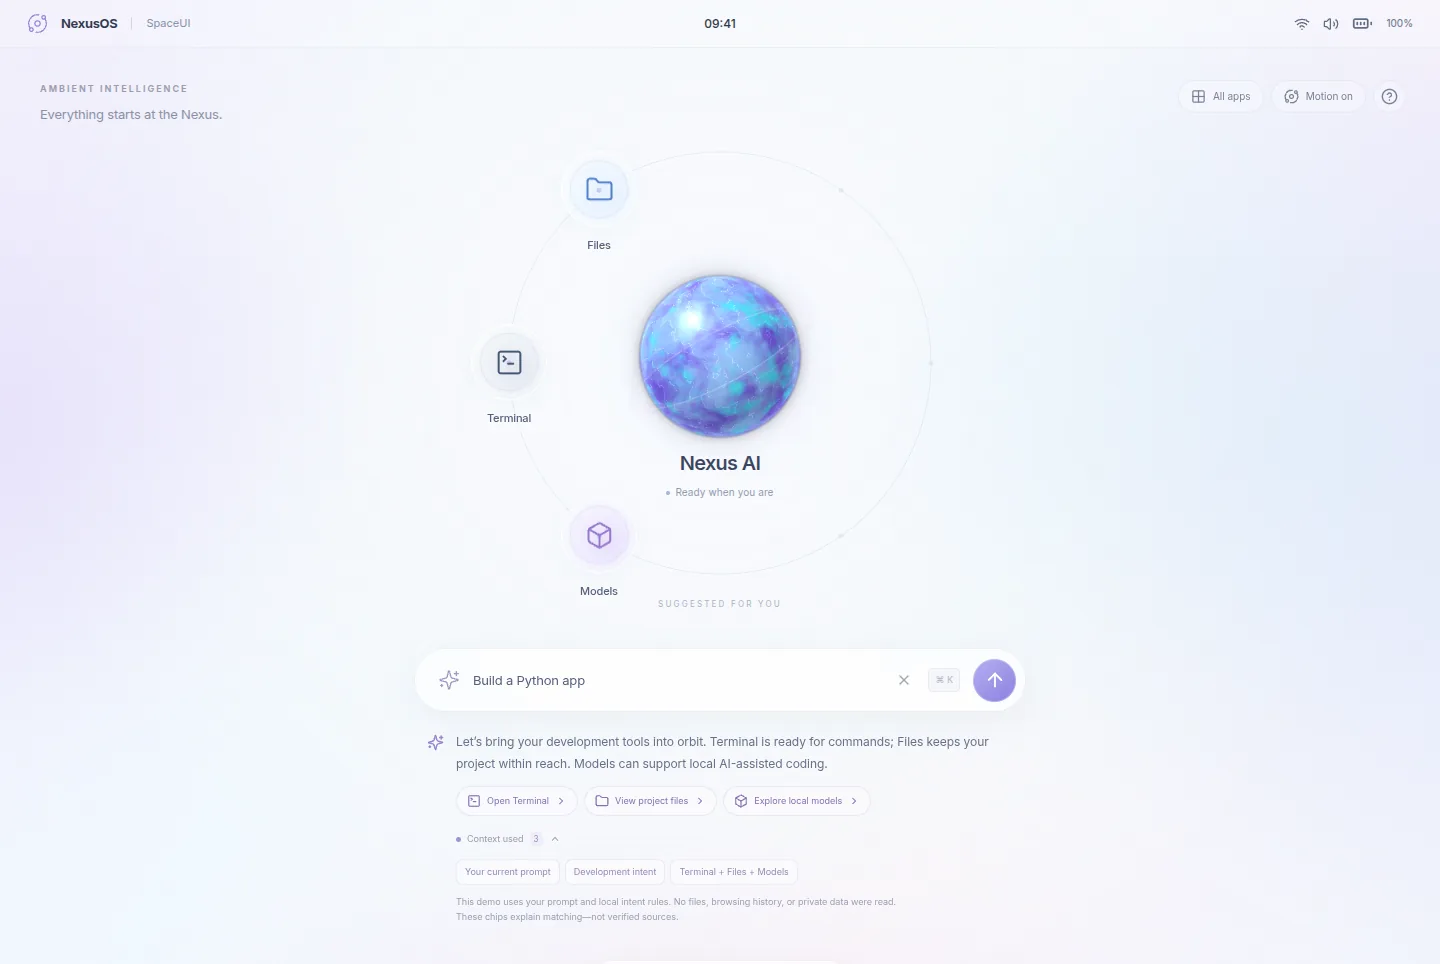 NexusOS
SpaceUI
09:41
100%
AMBIENT INTELLIGENCE
Everything starts at the Nexus.
All apps
Motion on
Files
Terminal
Nexus AI
Ready when you are
Models
SUGGESTED FOR YOU
Build a Python app
⌘ K
Let’s bring your development tools into orbit. Terminal is ready for commands; Files keeps your
project within reach. Models can support local AI-assisted coding.
Open Terminal
View project files
Explore local models
Context used 3
Your current prompt
Development intent
Terminal + Files + Models
This demo uses your prompt and local intent rules. No files, browsing history, or private data were read.
These chips explain matching—not verified sources.